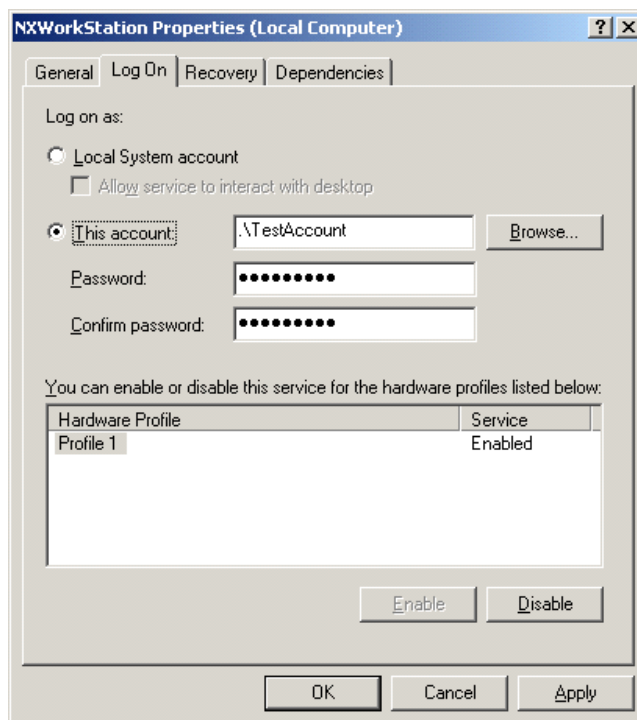 NXWorkStation Properties (Local Computer)
General Log On Recovery Dependencies
Log on as:
Local System account
Allow service to interact with desktop
This account: .\TestAccount Browse...
Password: ●●●●●●●●●
Confirm password: ●●●●●●●●●
You can enable or disable this service for the hardware profiles listed below:
Hardware Profile Service
Profile 1 Enabled
Enable Disable
OK Cancel Apply